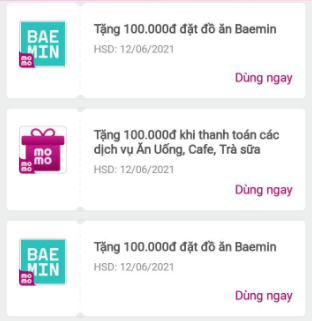 BAE
MIN
mo
mo
Tặng 100.000đ đặt đồ ăn Baemin
HSD: 12/06/2021
Dùng ngay
mo
mo
mo
mo
Tặng 100.000đ khi thanh toán các
dịch vụ Ăn Uống, Cafe, Trà sữa
HSD: 12/06/2021
Dùng ngay
BAE
MIN
mo
mo
Tặng 100.000đ đặt đồ ăn Baemin
HSD: 12/06/2021
Dùng ngay